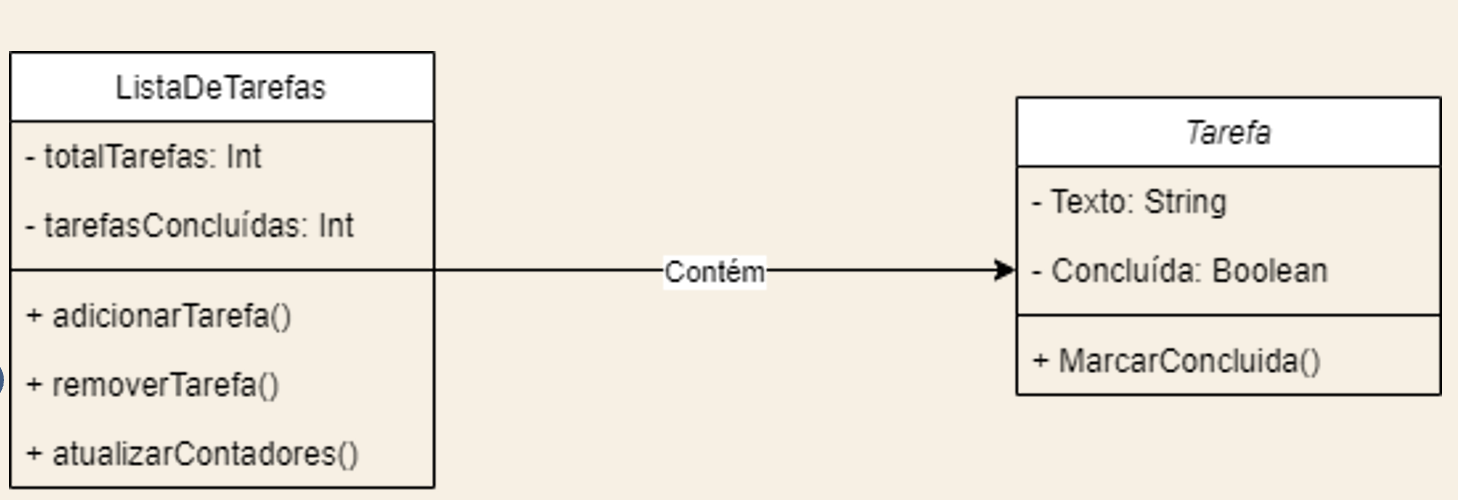 ListaDeTarefas
- totalTarefas: Int
- tarefasConcluídas: Int
+ adicionarTarefa()
+ removerTarefa()
+ atualizarContadores()
Contém
Tarefa
- Texto: String
- Concluída: Boolean
+ MarcarConcluida()